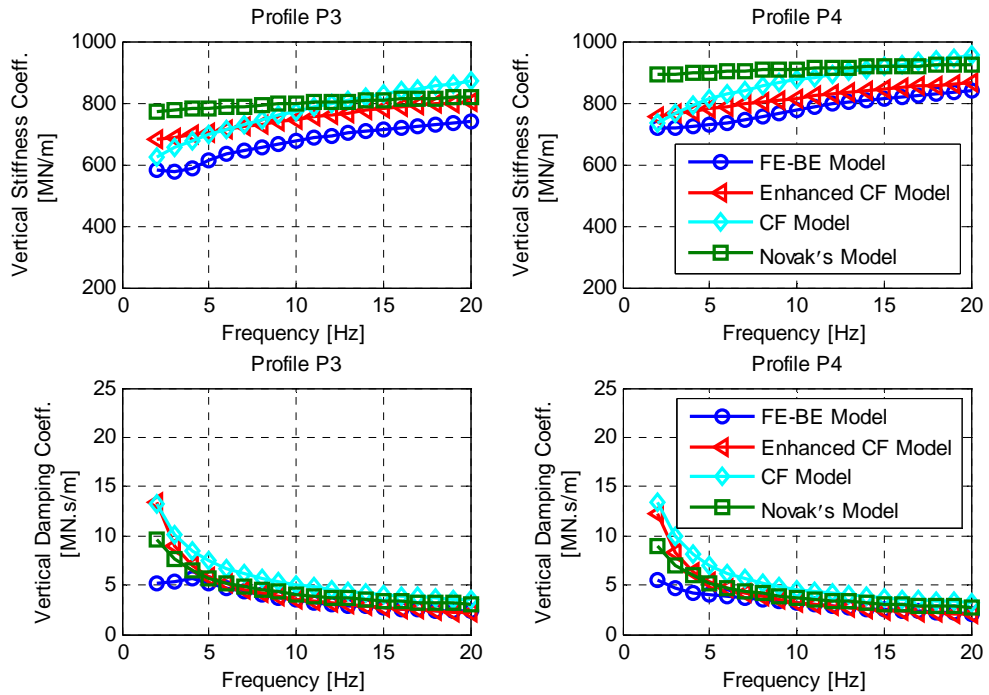 Profile P3
Vertical Stiffness Coeff.
[MN/m]
1000
800
600
400
200
0
5
10
15
20
Frequency [Hz]
Profile P4
Vertical Stiffness Coeff.
[MN/m]
1000
800
600
400
200
0
5
10
15
20
Frequency [Hz]
FE-BE Model
Enhanced CF Model
CF Model
Novak's Model
Profile P3
Vertical Damping Coeff.
[MN.s/m]
25
20
15
10
5
0
0
5
10
15
20
Frequency [Hz]
Profile P4
Vertical Damping Coeff.
[MN.s/m]
25
20
15
10
5
0
0
5
10
15
20
Frequency [Hz]
FE-BE Model
Enhanced CF Model
CF Model
Novak's Model